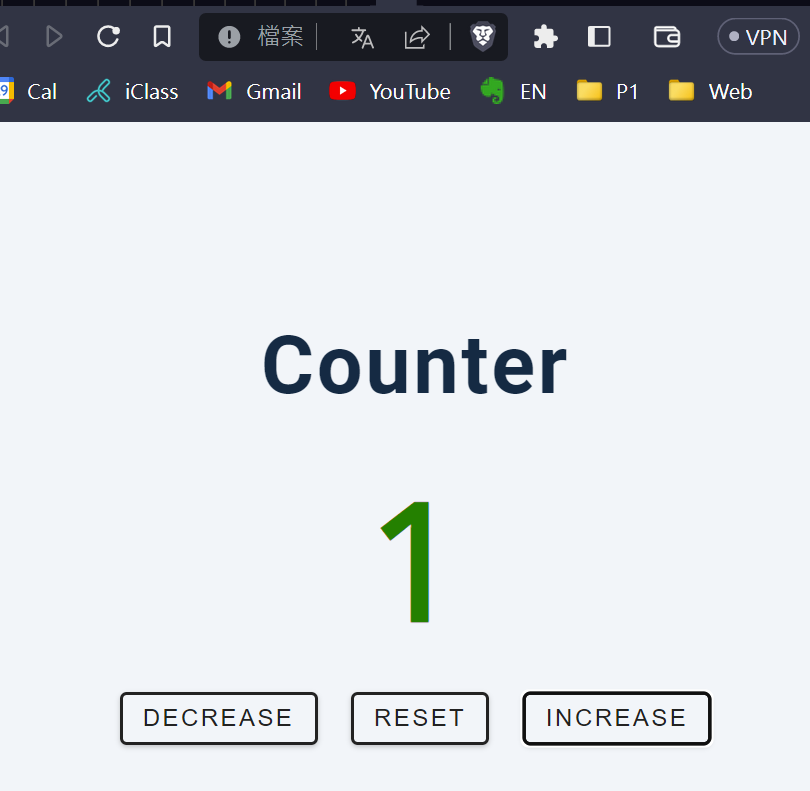 檔案 VPN
Cal iClass Gmail YouTube EN P1 Web
Counter
1
DECREASE RESET INCREASE